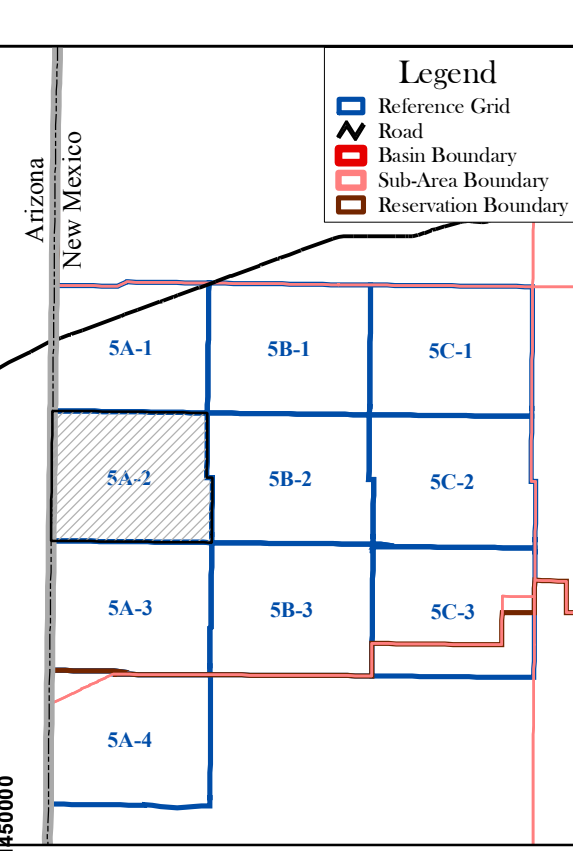 Legend
Reference Grid
Road
Basin Boundary
Sub-Area Boundary
Reservation Boundary
Arizona
New Mexico
5A-1
5B-1
5C-1
5A-2
5B-2
5C-2
5A-3
5B-3
5C-3
5A-4
450000